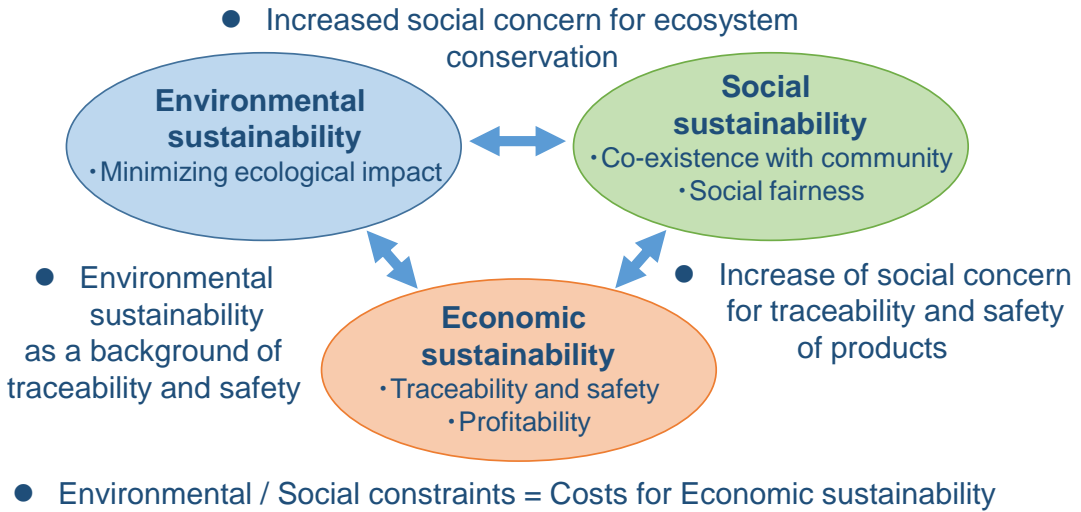 ● Increased social concern for ecosystem
conservation
Environmental
sustainability
・Minimizing ecological impact
Social
sustainability
・Co-existence with community
・Social fairness
● Environmental
sustainability
as a background of
traceability and safety
● Increase of social concern
for traceability and safety
of products
Economic
sustainability
・Traceability and safety
・Profitability
● Environmental / Social constraints = Costs for Economic sustainability